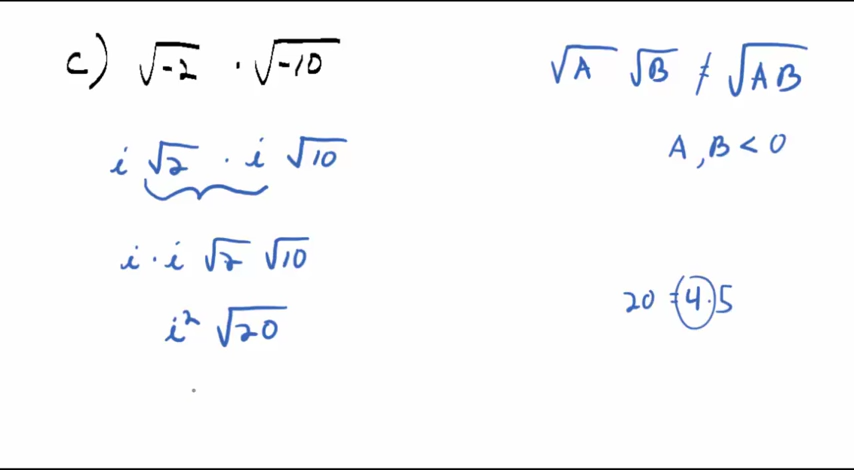 c) √-2 · √-10
√A √B ≠ √AB
A, B < 0
i √2 · i √10
i · i √2 √10
20 = 4·5
i² √20